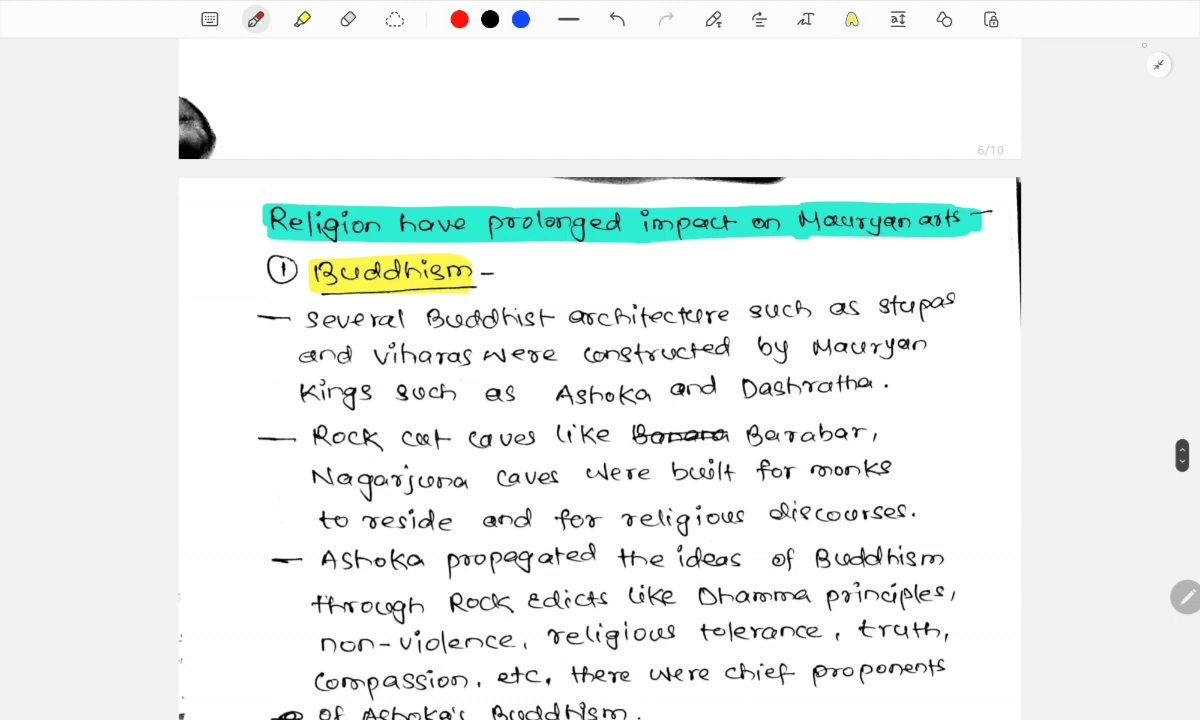 6/10
Religion have prolonged impact on Mauryan arts -
① Buddhism -
- Several Buddhist architecture such as stupas
and viharas were constructed by Mauryan
Kings such as Ashoka and Dashratha.
- Rock cut caves like Barabar,
Nagarjuna caves were built for monks
to reside and for religious discourses.
- Ashoka propagated the ideas of Buddhism
through Rock Edicts like Dhamma principles,
non-violence, religious tolerance, truth,
compassion, etc, there were chief proponents
of Ashoka's Buddhism.